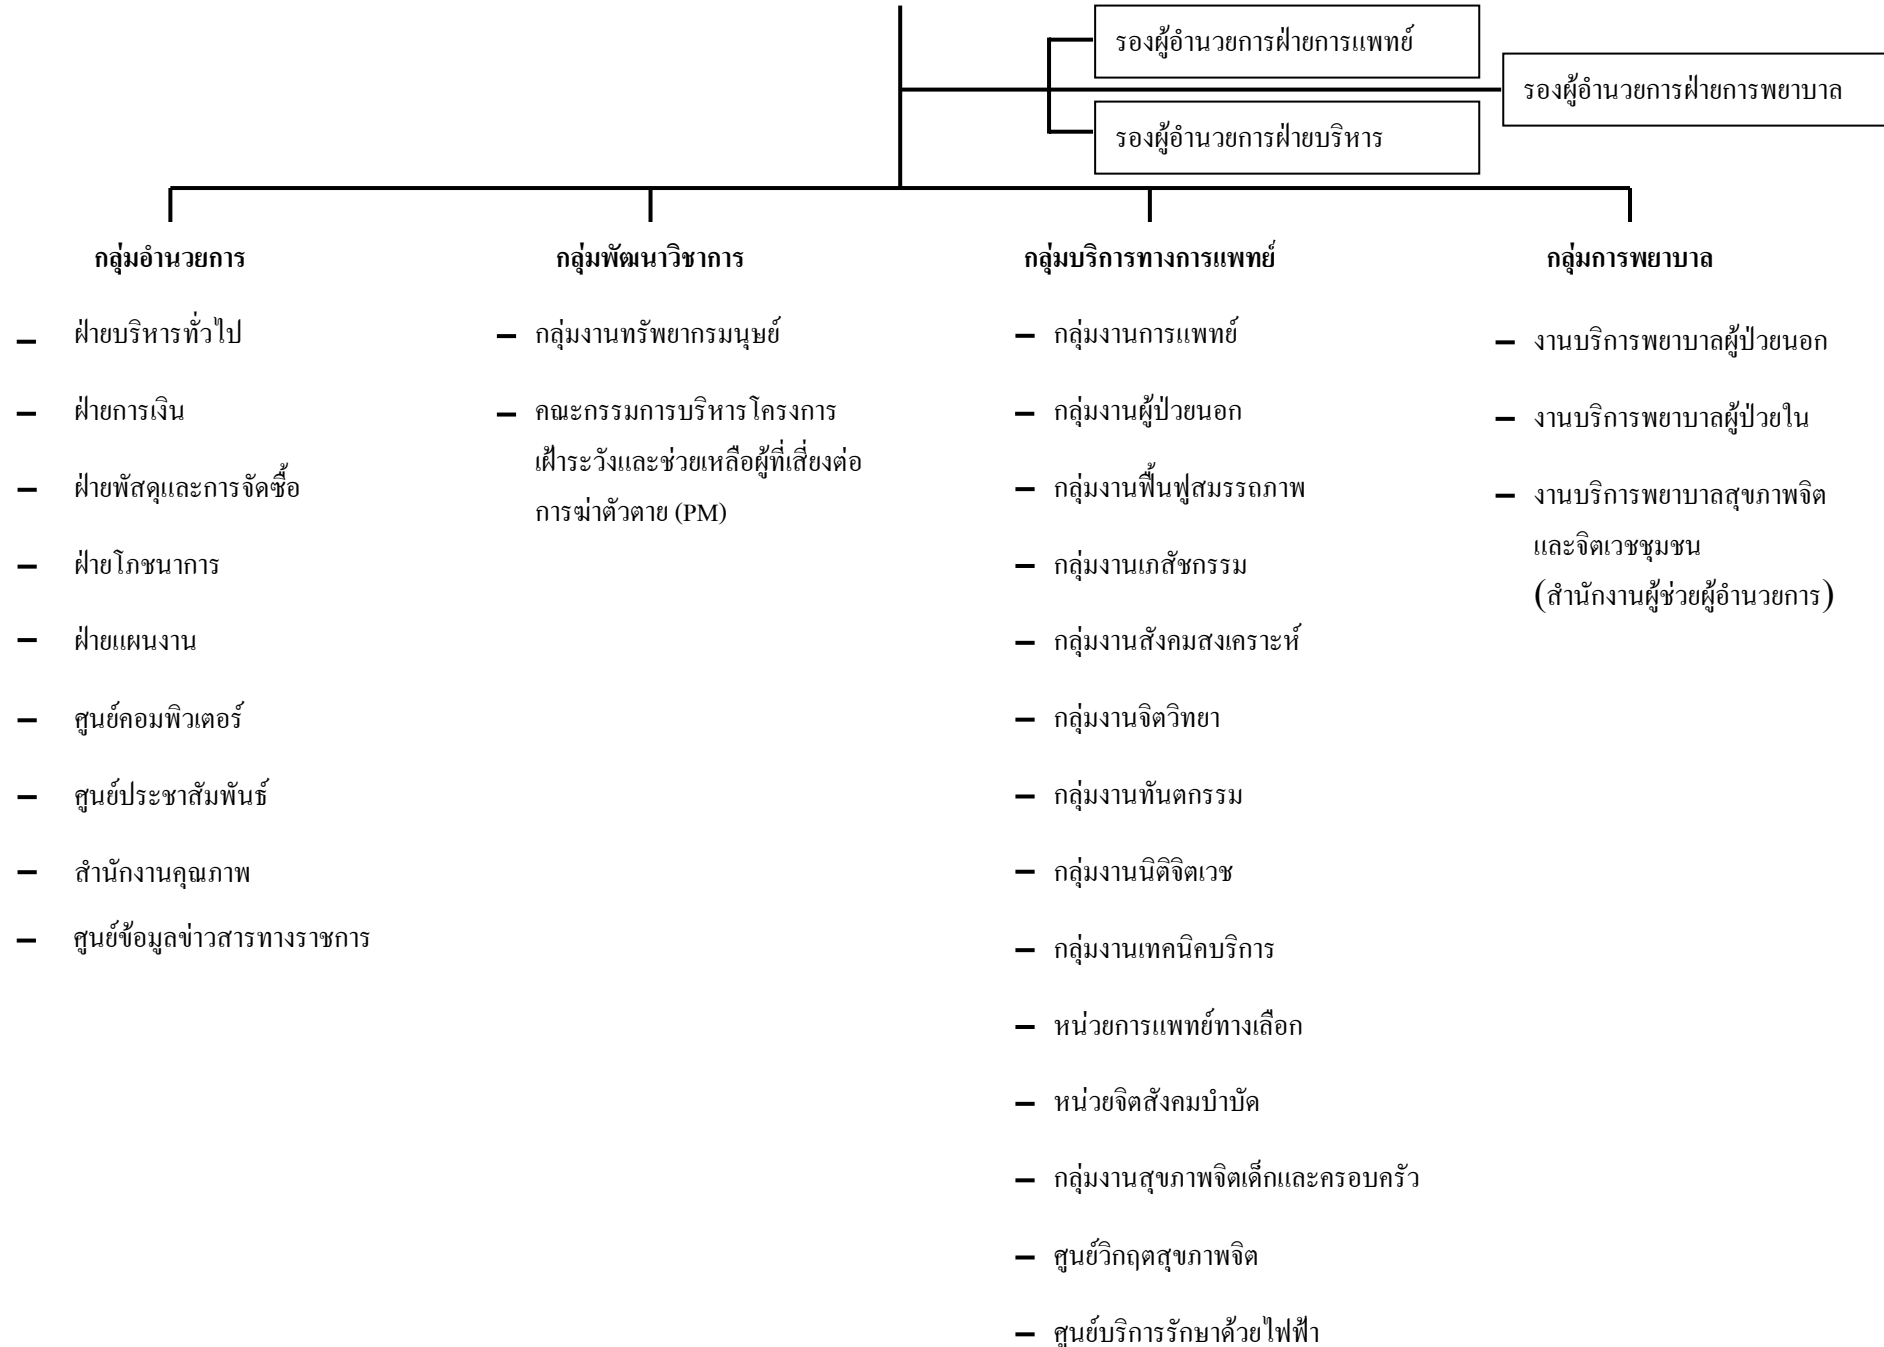 รองผู้อำนวยการฝ่ายการแพทย์
รองผู้อำนวยการฝ่ายการพยาบาล
รองผู้อำนวยการฝ่ายบริหาร
กลุ่มอำนวยการ
– ฝ่ายบริหารทั่วไป
– ฝ่ายการเงิน
– ฝ่ายพัสดุและการจัดซื้อ
– ฝ่ายโภชนาการ
– ฝ่ายแผนงาน
– ศูนย์คอมพิวเตอร์
– ศูนย์ประชาสัมพันธ์
– สำนักงานคุณภาพ
– ศูนย์ข้อมูลข่าวสารทางราชการ
กลุ่มพัฒนาวิชาการ
– กลุ่มงานทรัพยากรมนุษย์
– คณะกรรมการบริหารโครงการ
เฝ้าระวังและช่วยเหลือผู้ที่เสี่ยงต่อ
การฆ่าตัวตาย (PM)
กลุ่มบริการทางการแพทย์
– กลุ่มงานการแพทย์
– กลุ่มงานผู้ป่วยนอก
– กลุ่มงานฟื้นฟูสมรรถภาพ
– กลุ่มงานเภสัชกรรม
– กลุ่มงานสังคมสงเคราะห์
– กลุ่มงานจิตวิทยา
– กลุ่มงานทันตกรรม
– กลุ่มงานนิติจิตเวช
– กลุ่มงานเทคนิคบริการ
– หน่วยการแพทย์ทางเลือก
– หน่วยจิตสังคมบำบัด
– กลุ่มงานสุขภาพจิตเด็กและครอบครัว
– ศูนย์วิกฤตสุขภาพจิต
– ศูนย์บริการรักษาด้วยไฟฟ้า
กลุ่มการพยาบาล
– งานบริการพยาบาลผู้ป่วยนอก
– งานบริการพยาบาลผู้ป่วยใน
– งานบริการพยาบาลสุขภาพจิต
และจิตเวชชุมชน
(สำนักงานผู้ช่วยผู้อำนวยการ)